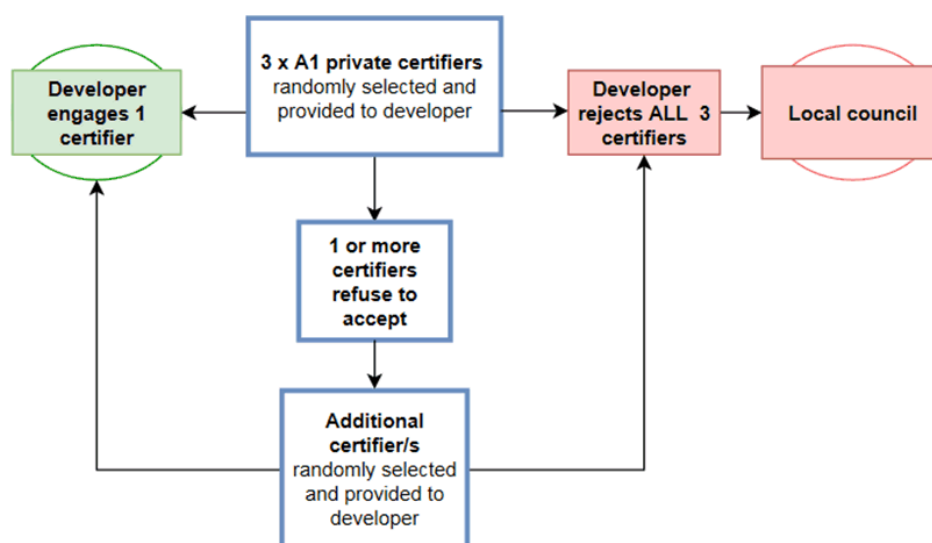 Developer
engages 1
certifier
3 x A1 private certifiers
randomly selected and
provided to developer
Developer
rejects ALL 3
certifiers
Local council
1 or more
certifiers
refuse to
accept
Additional
certifier/s
randomly selected
and provided to
developer